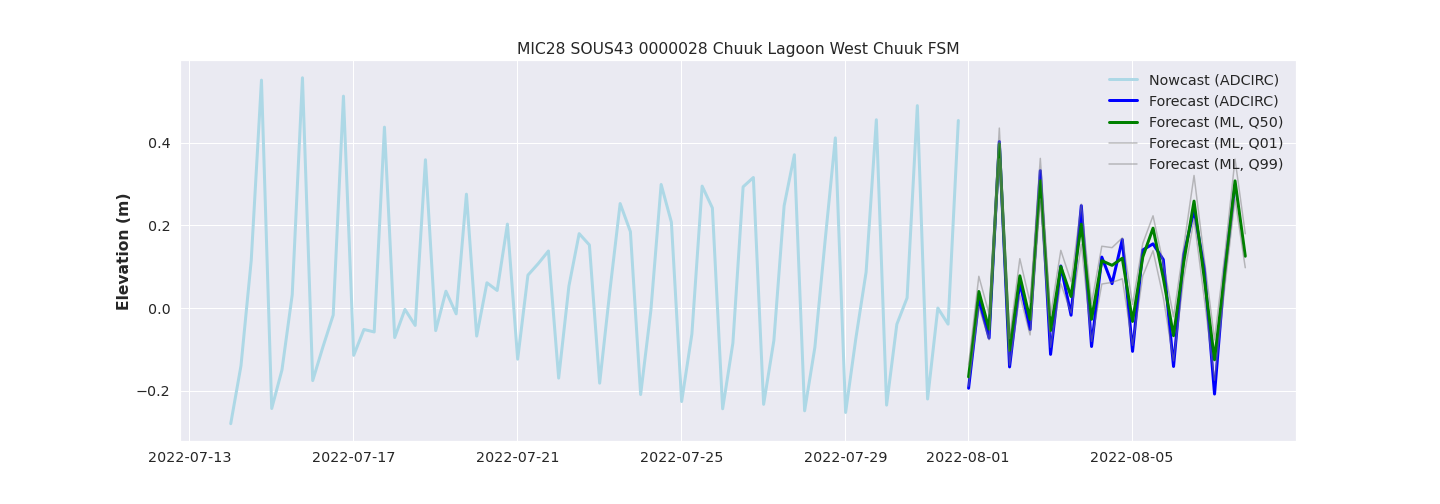 MIC28 SOUS43 0000028 Chuuk Lagoon West Chuuk FSM
Nowcast (ADCIRC)
Forecast (ADCIRC)
Forecast (ML, Q50)
Forecast (ML, Q01)
Forecast (ML, Q99)
Elevation (m)
0.4
0.2
0.0
−0.2
2022-07-13
2022-07-17
2022-07-21
2022-07-25
2022-07-29
2022-08-01
2022-08-05